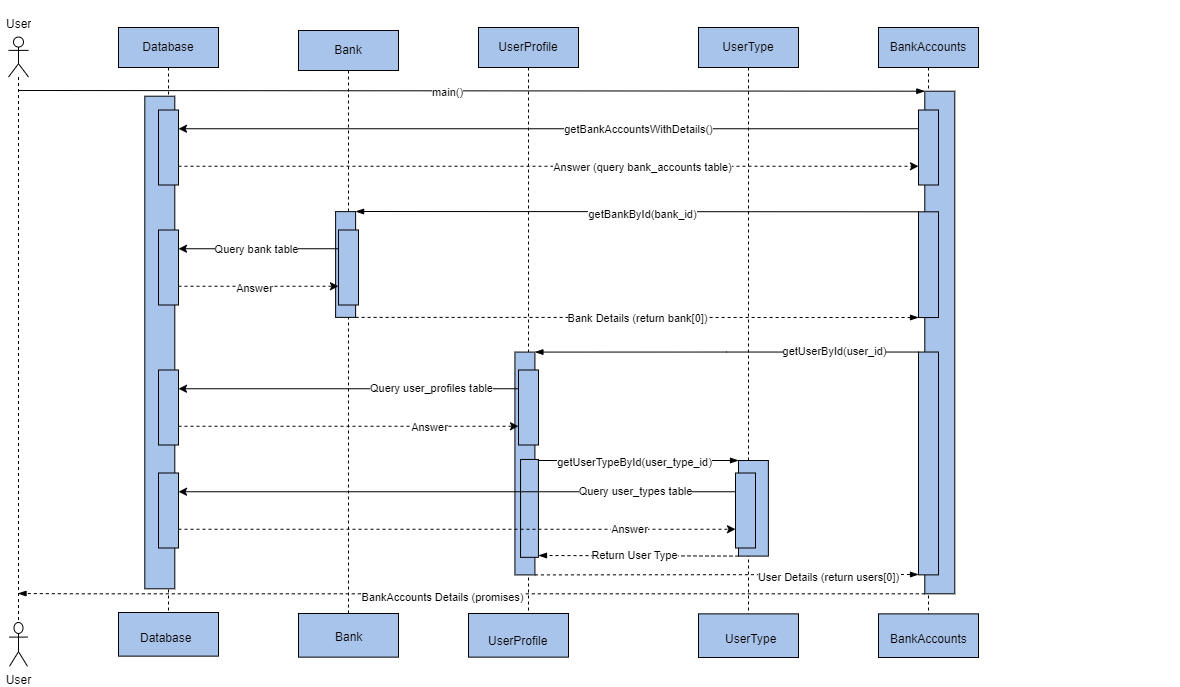 User
Database
Bank
UserProfile
UserType
BankAccounts
main()
getBankAccountsWithDetails()
Answer (query bank_accounts table)
getBankById(bank_id)
Query bank table
Answer
Bank Details (return bank[0])
getUserById(user_id)
Query user_profiles table
Answer
getUserTypeById(user_type_id)
Query user_types table
Answer
Return User Type
User Details (return users[0])
BankAccounts Details (promises)
Database
Bank
UserProfile
UserType
BankAccounts
User